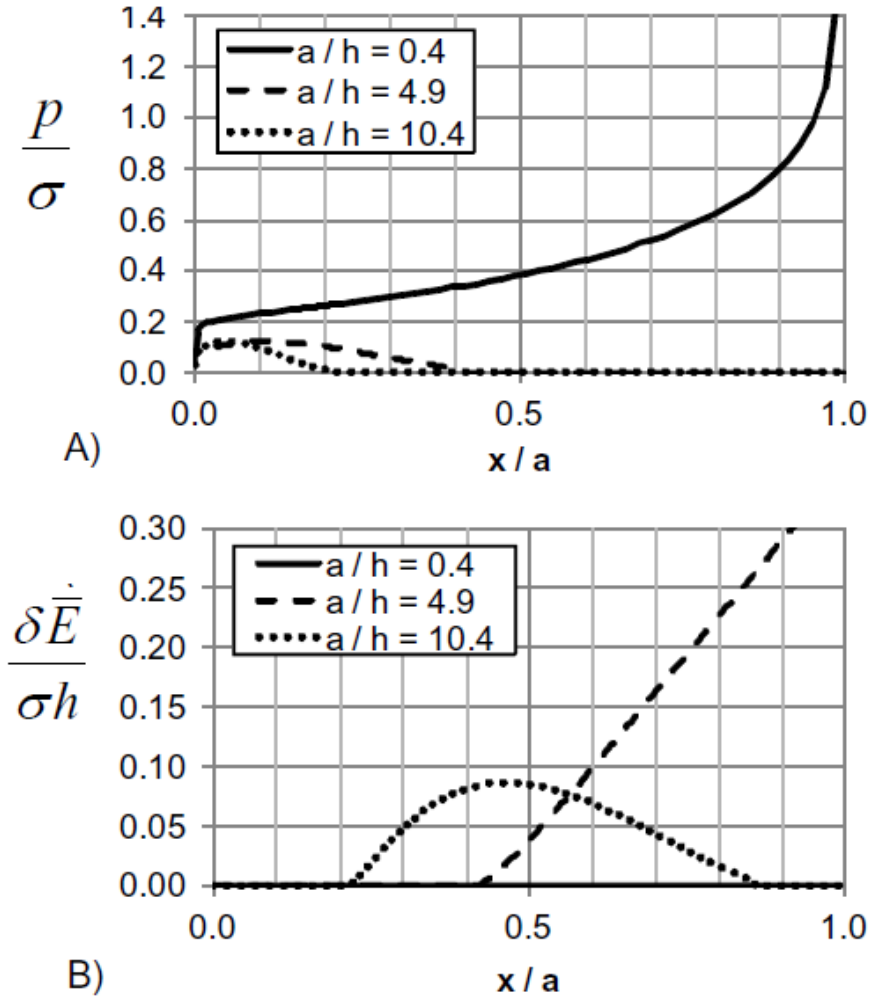 1.4
1.2
1.0
0.8
0.6
0.4
0.2
0.0
p
σ
a / h = 0.4
a / h = 4.9
a / h = 10.4
0.0 0.5 1.0
A)
x / a
0.30
0.25
0.20
0.15
0.10
0.05
0.00
δĒ̇
σh
a / h = 0.4
a / h = 4.9
a / h = 10.4
0.0 0.5 1.0
B)
x / a